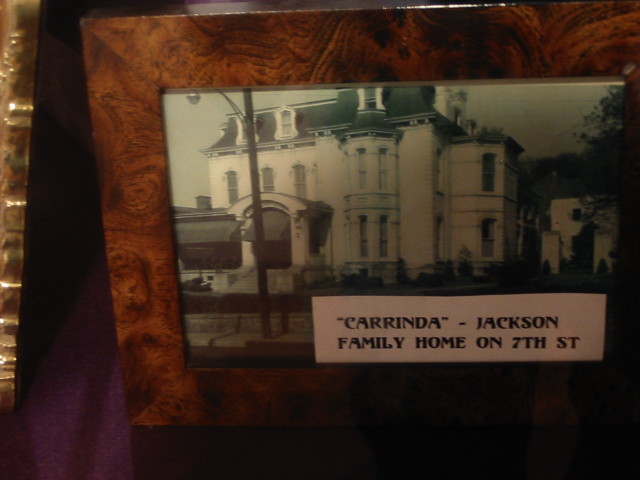 "CARRINDA" - JACKSON
FAMILY HOME ON 7TH ST